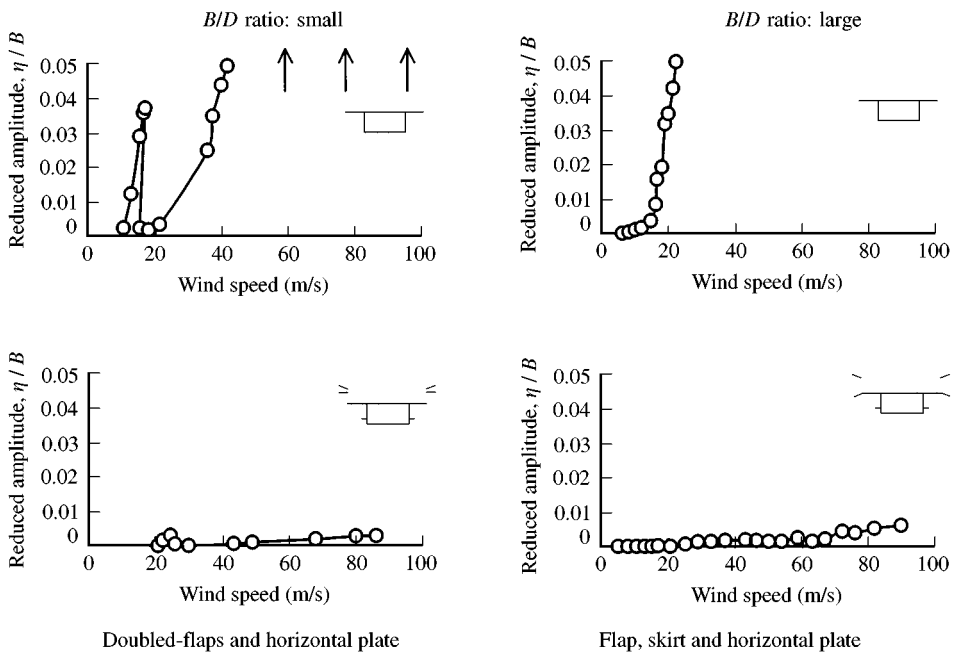 B/D ratio: small
Reduced amplitude, η / B
0.05
0.04
0.03
0.02
0.01
0
0 20 40 60 80 100
Wind speed (m/s)
B/D ratio: large
Reduced amplitude, η / B
0.05
0.04
0.03
0.02
0.01
0
0 20 40 60 80 100
Wind speed (m/s)
Reduced amplitude, η / B
0.05
0.04
0.03
0.02
0.01
0
0 20 40 60 80 100
Wind speed (m/s)
Doubled-flaps and horizontal plate
Reduced amplitude, η / B
0.05
0.04
0.03
0.02
0.01
0
0 20 40 60 80 100
Wind speed (m/s)
Flap, skirt and horizontal plate